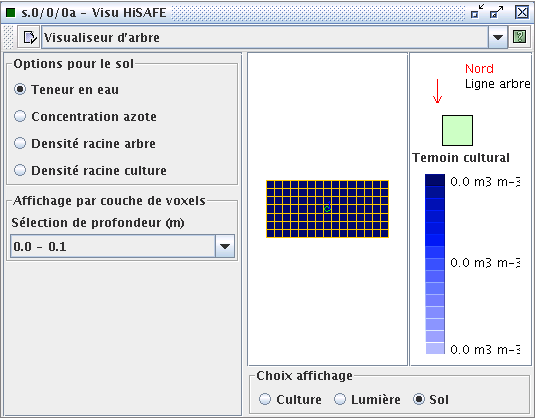 s.0/0/0a - Visu HiSAFE
Visualiseur d'arbre
Options pour le sol
Teneur en eau
Concentration azote
Densité racine arbre
Densité racine culture
Affichage par couche de voxels
Sélection de profondeur (m)
0.0 - 0.1
Nord
Ligne arbre
Temoin cultural
0.0 m3 m-3
0.0 m3 m-3
0.0 m3 m-3
Choix affichage
Culture
Lumière
Sol